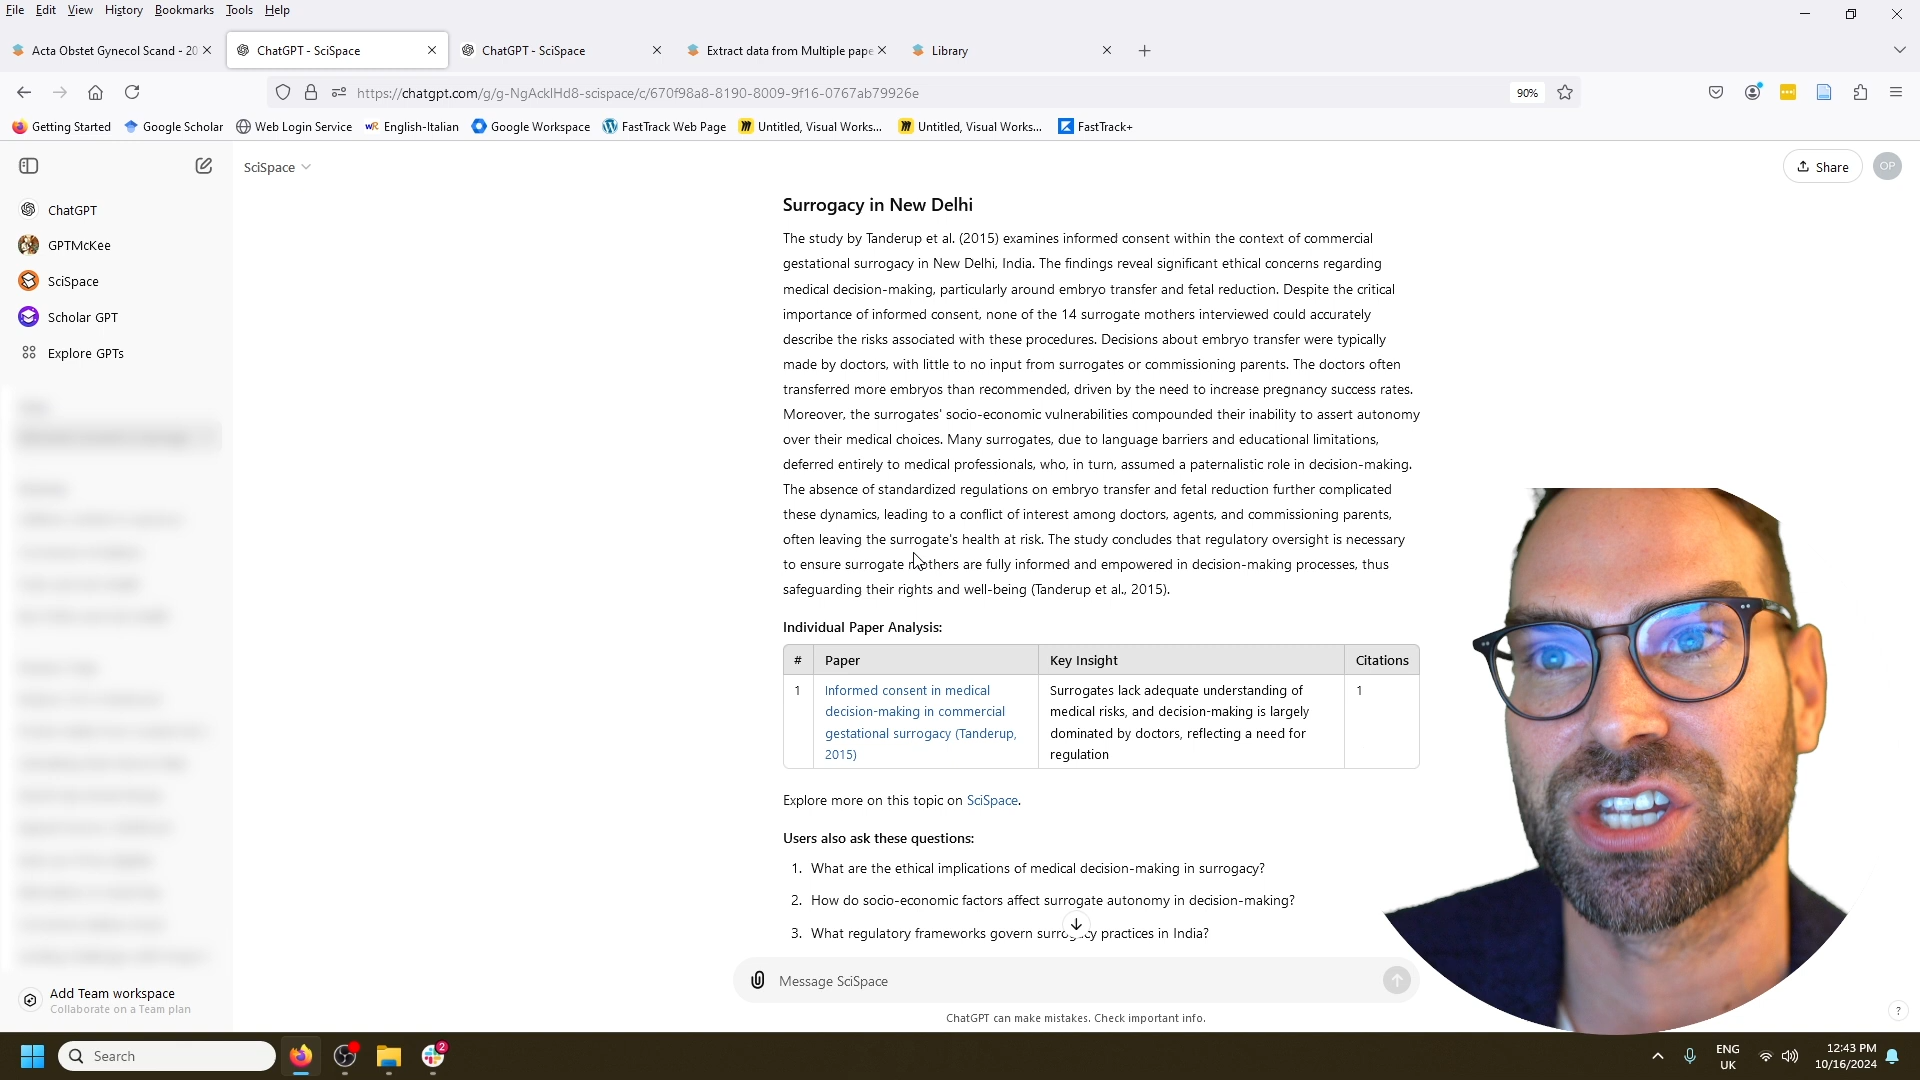 File Edit View History Bookmarks Tools Help
Acta Obstet Gynecol Scand - 20
ChatGPT - SciSpace
ChatGPT - SciSpace
Extract data from Multiple pape
Library
https://chatgpt.com/g/g-NgAcklHd8-scispace/c/670f98a8-8190-8009-9f16-0767ab79926e
90%
Getting Started
Google Scholar
Web Login Service
English-Italian
Google Workspace
FastTrack Web Page
Untitled, Visual Works...
Untitled, Visual Works...
FastTrack+
SciSpace
Share
OP
ChatGPT
GPTMcKee
SciSpace
Scholar GPT
Explore GPTs
Surrogacy in New Delhi
The study by Tanderup et al. (2015) examines informed consent within the context of commercial
gestational surrogacy in New Delhi, India. The findings reveal significant ethical concerns regarding
medical decision-making, particularly around embryo transfer and fetal reduction. Despite the critical
importance of informed consent, none of the 14 surrogate mothers interviewed could accurately
describe the risks associated with these procedures. Decisions about embryo transfer were typically
made by doctors, with little to no input from surrogates or commissioning parents. The doctors often
transferred more embryos than recommended, driven by the need to increase pregnancy success rates.
Moreover, the surrogates' socio-economic vulnerabilities compounded their inability to assert autonomy
over their medical choices. Many surrogates, due to language barriers and educational limitations,
deferred entirely to medical professionals, who, in turn, assumed a paternalistic role in decision-making.
The absence of standardized regulations on embryo transfer and fetal reduction further complicated
these dynamics, leading to a conflict of interest among doctors, agents, and commissioning parents,
often leaving the surrogate's health at risk. The study concludes that regulatory oversight is necessary
to ensure surrogate mothers are fully informed and empowered in decision-making processes, thus
safeguarding their rights and well-being (Tanderup et al., 2015).
Individual Paper Analysis:
# Paper Key Insight Citations
1 Informed consent in medical Surrogates lack adequate understanding of 1
decision-making in commercial medical risks, and decision-making is largely
gestational surrogacy (Tanderup, dominated by doctors, reflecting a need for
2015) regulation
Explore more on this topic on SciSpace.
Users also ask these questions:
1. What are the ethical implications of medical decision-making in surrogacy?
2. How do socio-economic factors affect surrogate autonomy in decision-making?
3. What regulatory frameworks govern surrogacy practices in India?
Add Team workspace
Collaborate on a Team plan
Message SciSpace
ChatGPT can make mistakes. Check important info.
?
Search
2
ENG
UK
12:43 PM
10/16/2024